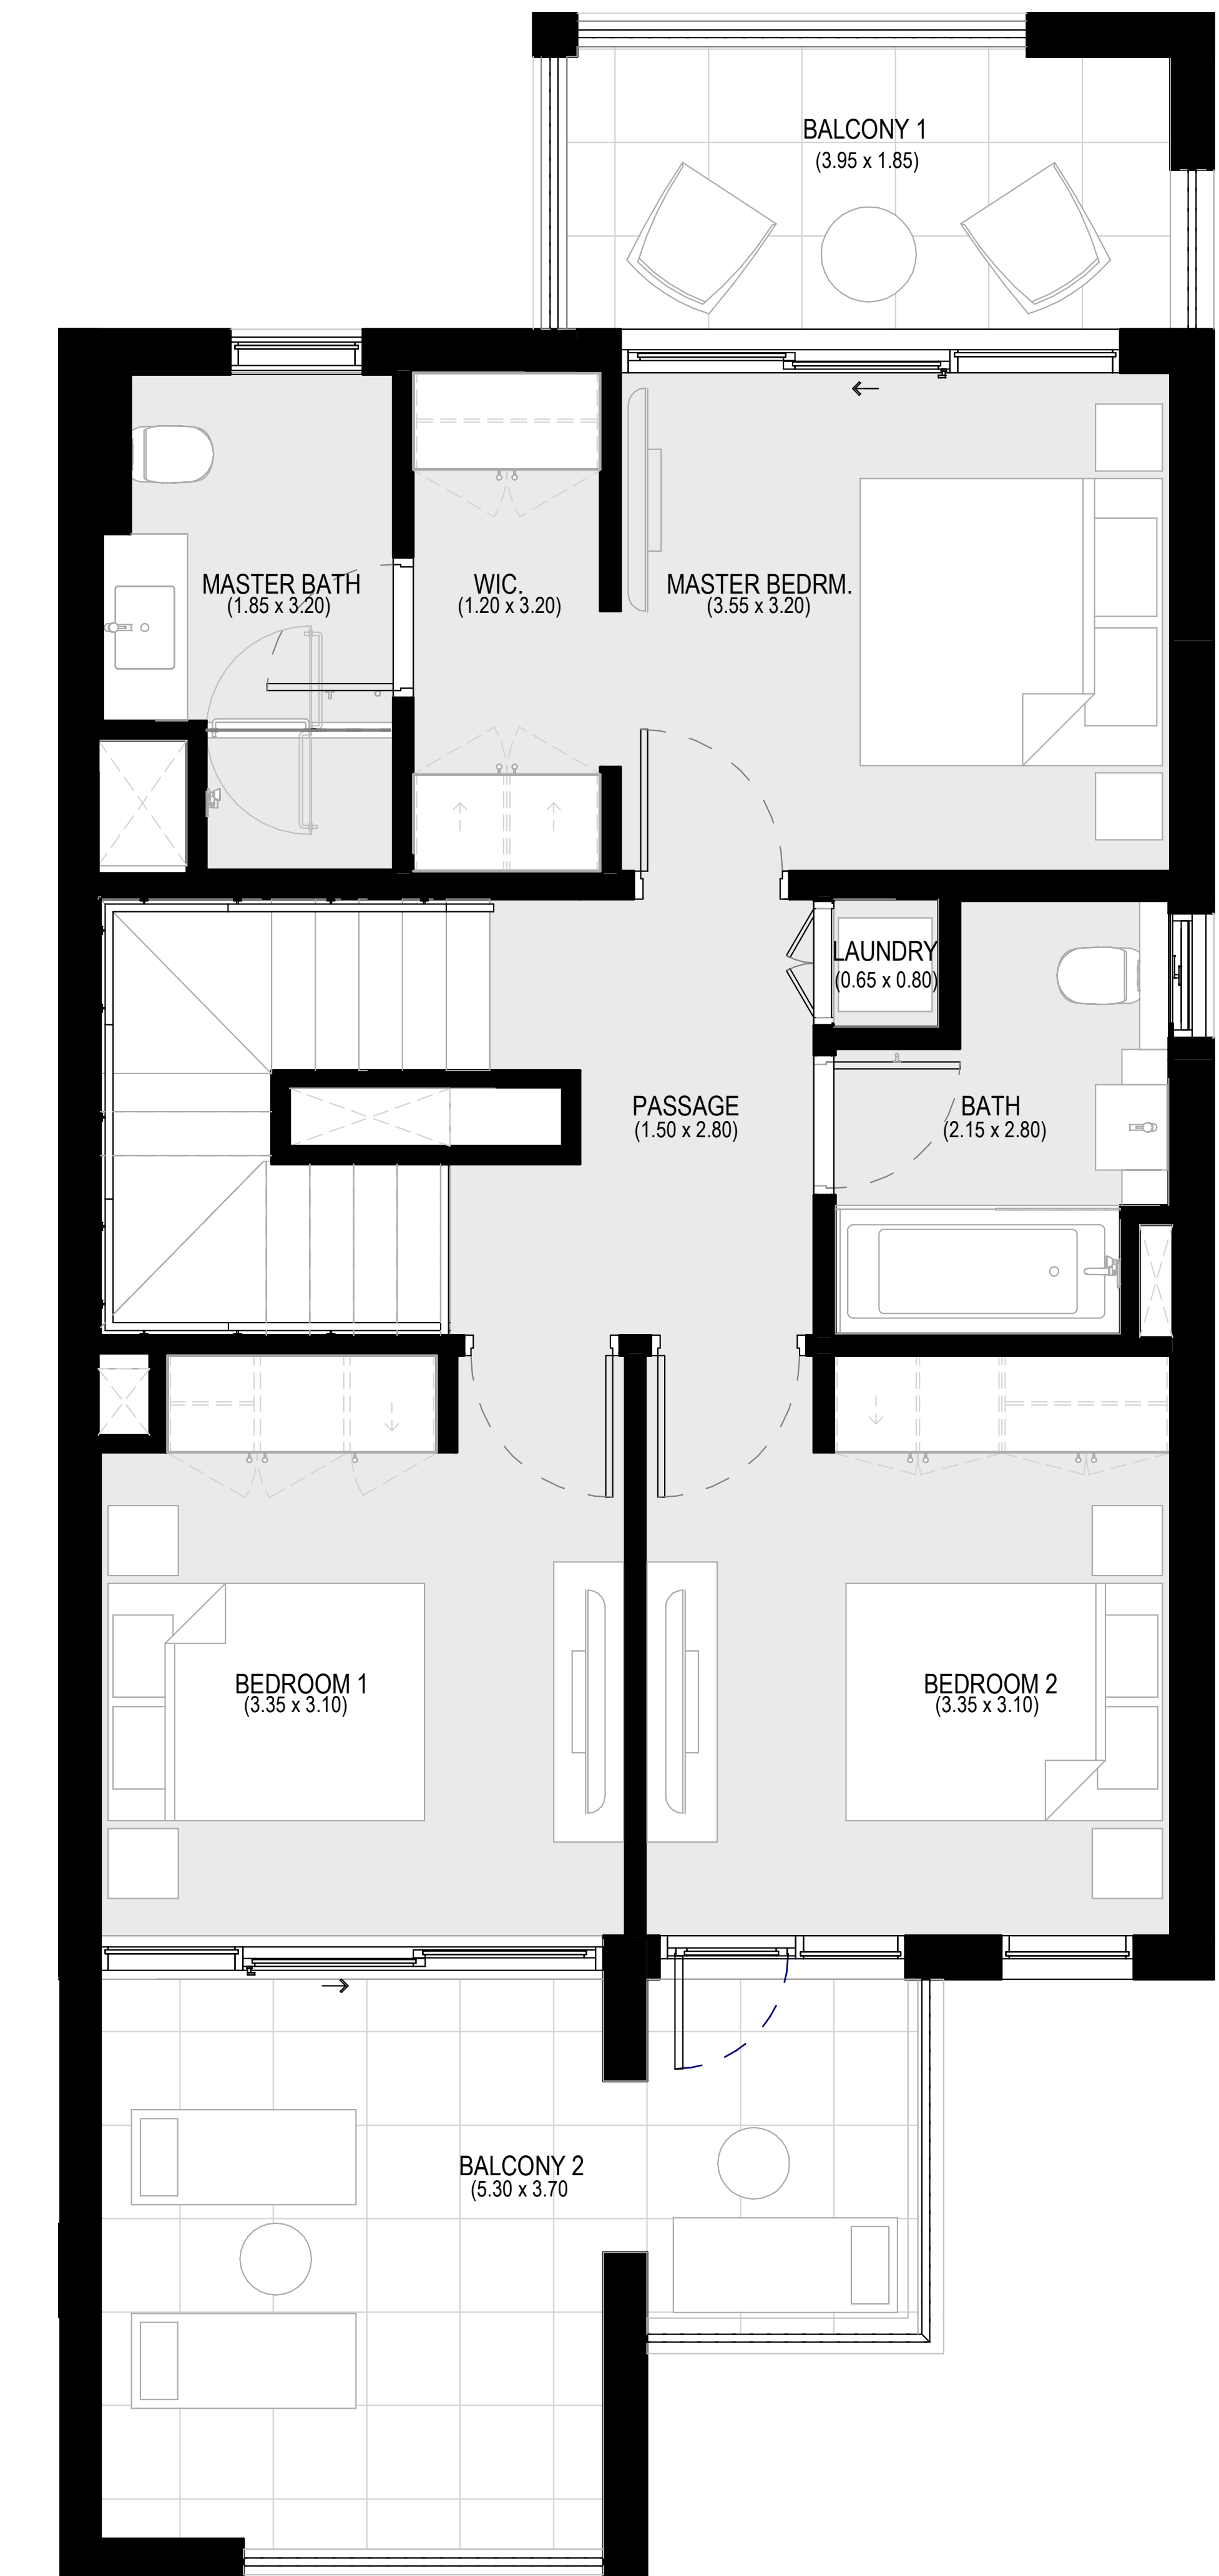 BALCONY 1
(3.95 x 1.85)
MASTER BATH
(1.85 x 3.20)
WIC.
(1.20 x 3.20)
MASTER BEDRM.
(3.55 x 3.20)
LAUNDRY
(0.65 x 0.80)
PASSAGE
(1.50 x 2.80)
BATH
(2.15 x 2.80)
BEDROOM 1
(3.35 x 3.10)
BEDROOM 2
(3.35 x 3.10)
BALCONY 2
(5.30 x 3.70